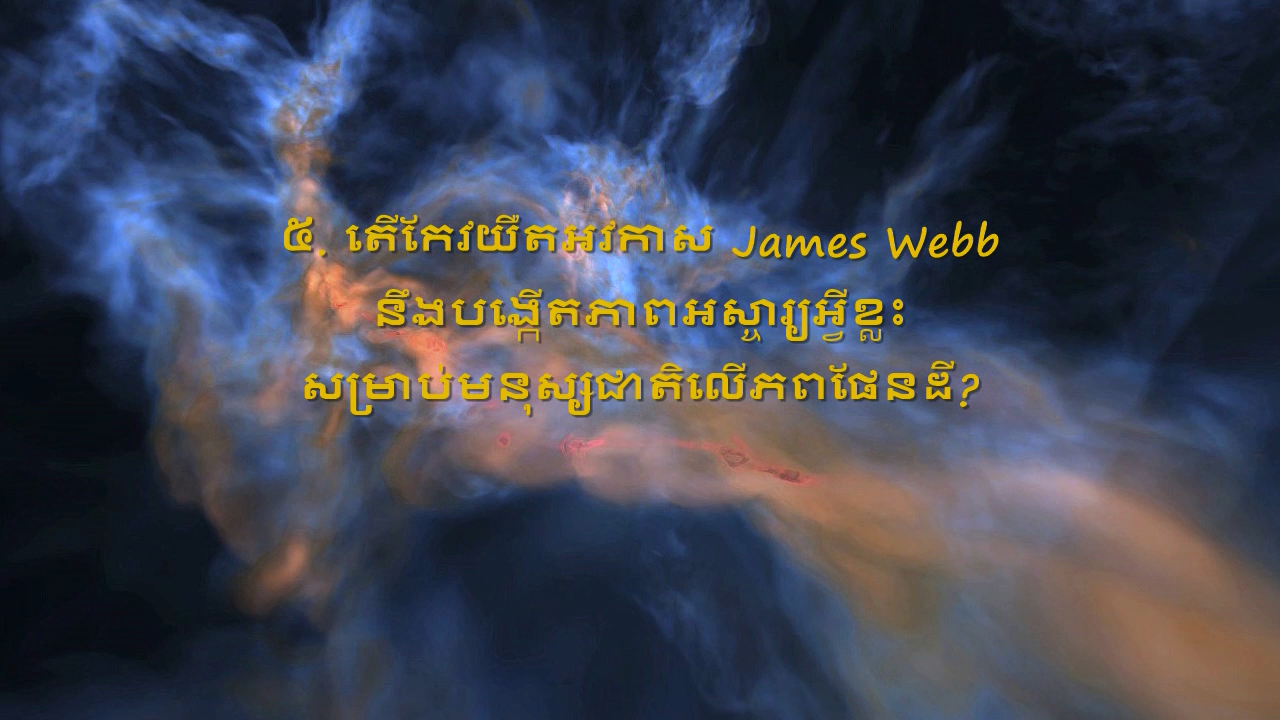 ៥. តើកែវយឺតអវកាស James Webb
នឹងបង្កើតភាពអស្ចារ្យអ្វីខ្លះ
សម្រាប់មនុស្សជាតិលើភពផែនដី?